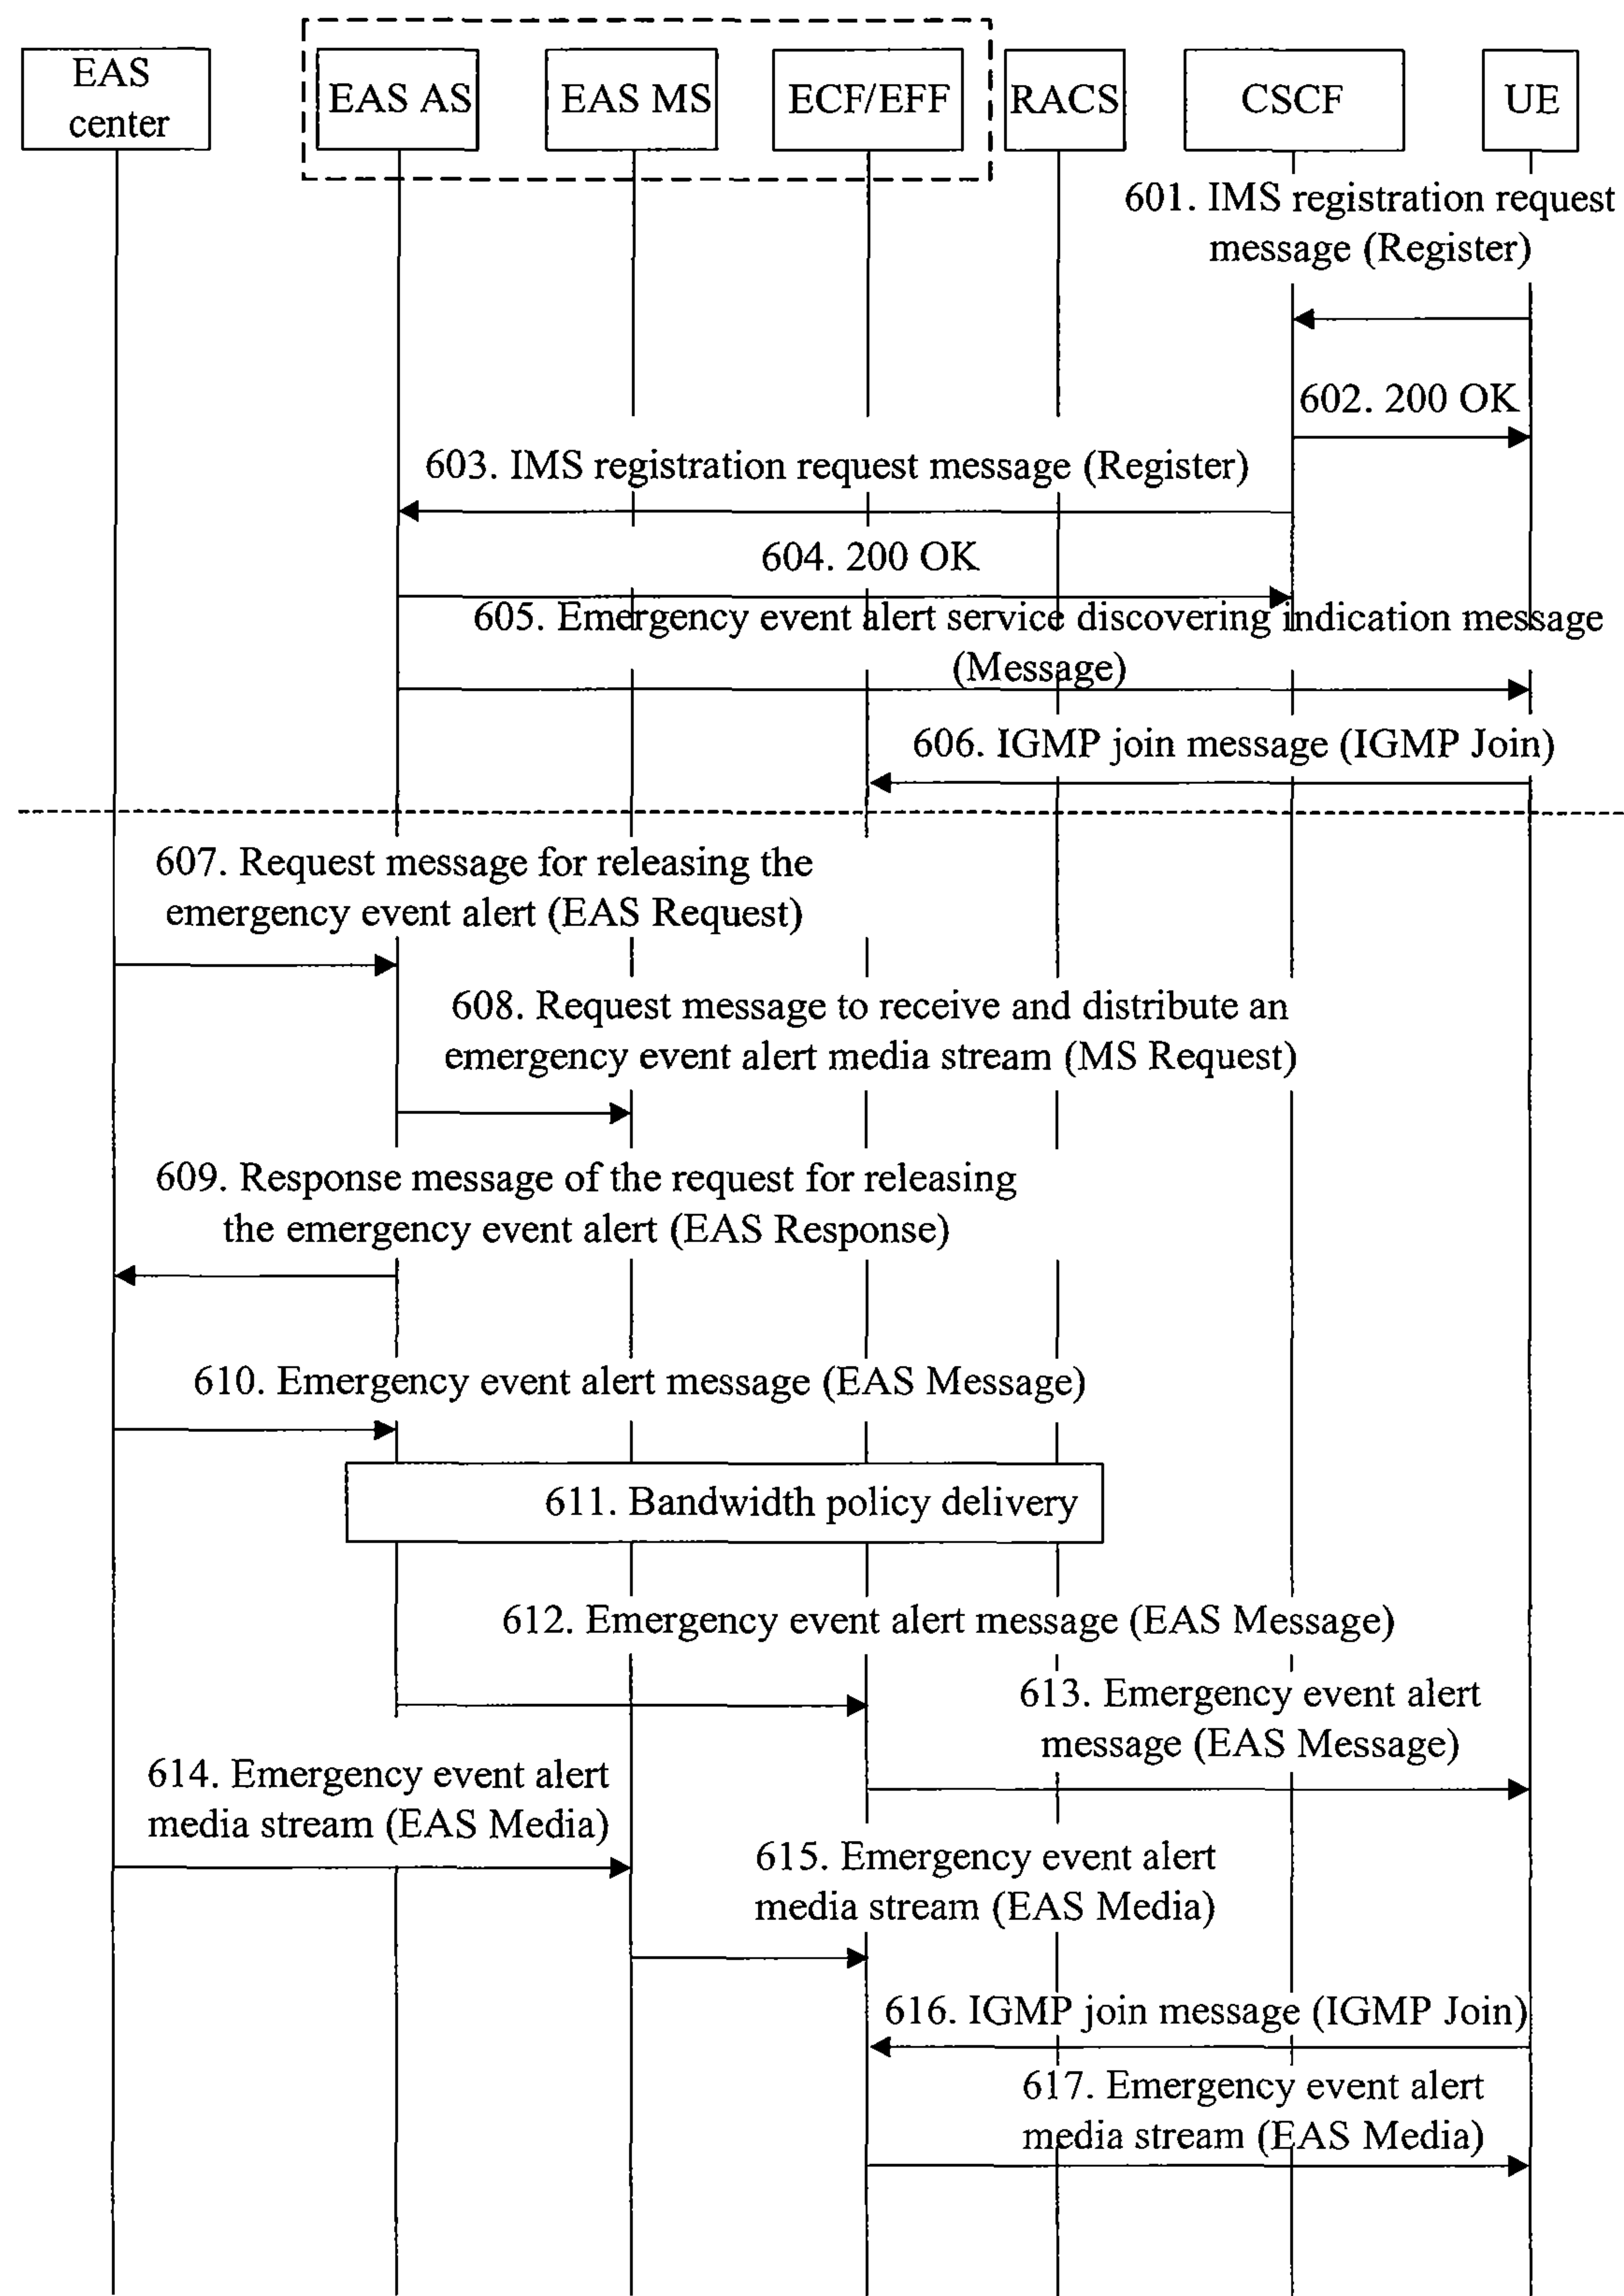 EAS
center
EAS AS
EAS MS
ECF/EFF
RACS
CSCF
UE
601. IMS registration request
message (Register)
602. 200 OK
603. IMS registration request message (Register)
604. 200 OK
605. Emergency event alert service discovering indication message
(Message)
606. IGMP join message (IGMP Join)
607. Request message for releasing the
emergency event alert (EAS Request)
608. Request message to receive and distribute an
emergency event alert media stream (MS Request)
609. Response message of the request for releasing
the emergency event alert (EAS Response)
610. Emergency event alert message (EAS Message)
611. Bandwidth policy delivery
612. Emergency event alert message (EAS Message)
613. Emergency event alert
message (EAS Message)
614. Emergency event alert
media stream (EAS Media)
615. Emergency event alert
media stream (EAS Media)
616. IGMP join message (IGMP Join)
617. Emergency event alert
media stream (EAS Media)